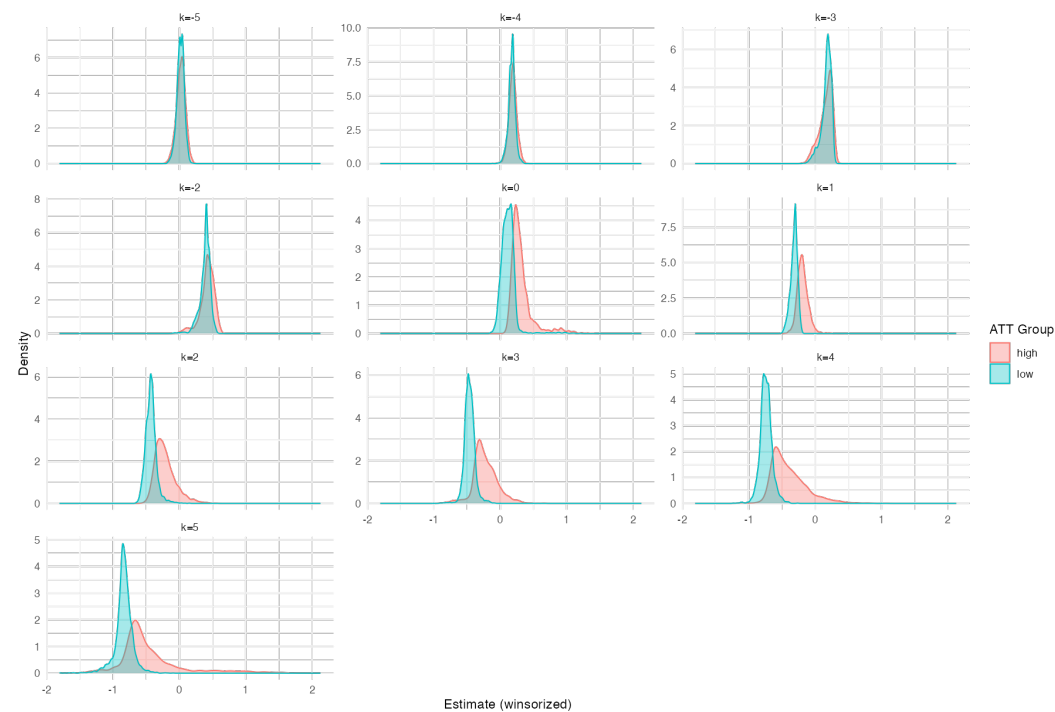 k=-5 k=-4 k=-3
10.0
6 7.5 6
4 5.0 4
2 2.5 2
0 0.0 0
k=-2 k=0 k=1
8
6 4 7.5
4 3 5.0
2 2 2.5
1
0 0 0.0
Density
ATT Group
high
low
k=2 k=3 k=4
6 6 5
4 4 4
3
2 2 2
1
0 0 0
-2 -1 0 1 2 -2 -1 0 1 2
k=5
5
4
3
2
1
0
-2 -1 0 1 2
Estimate (winsorized)